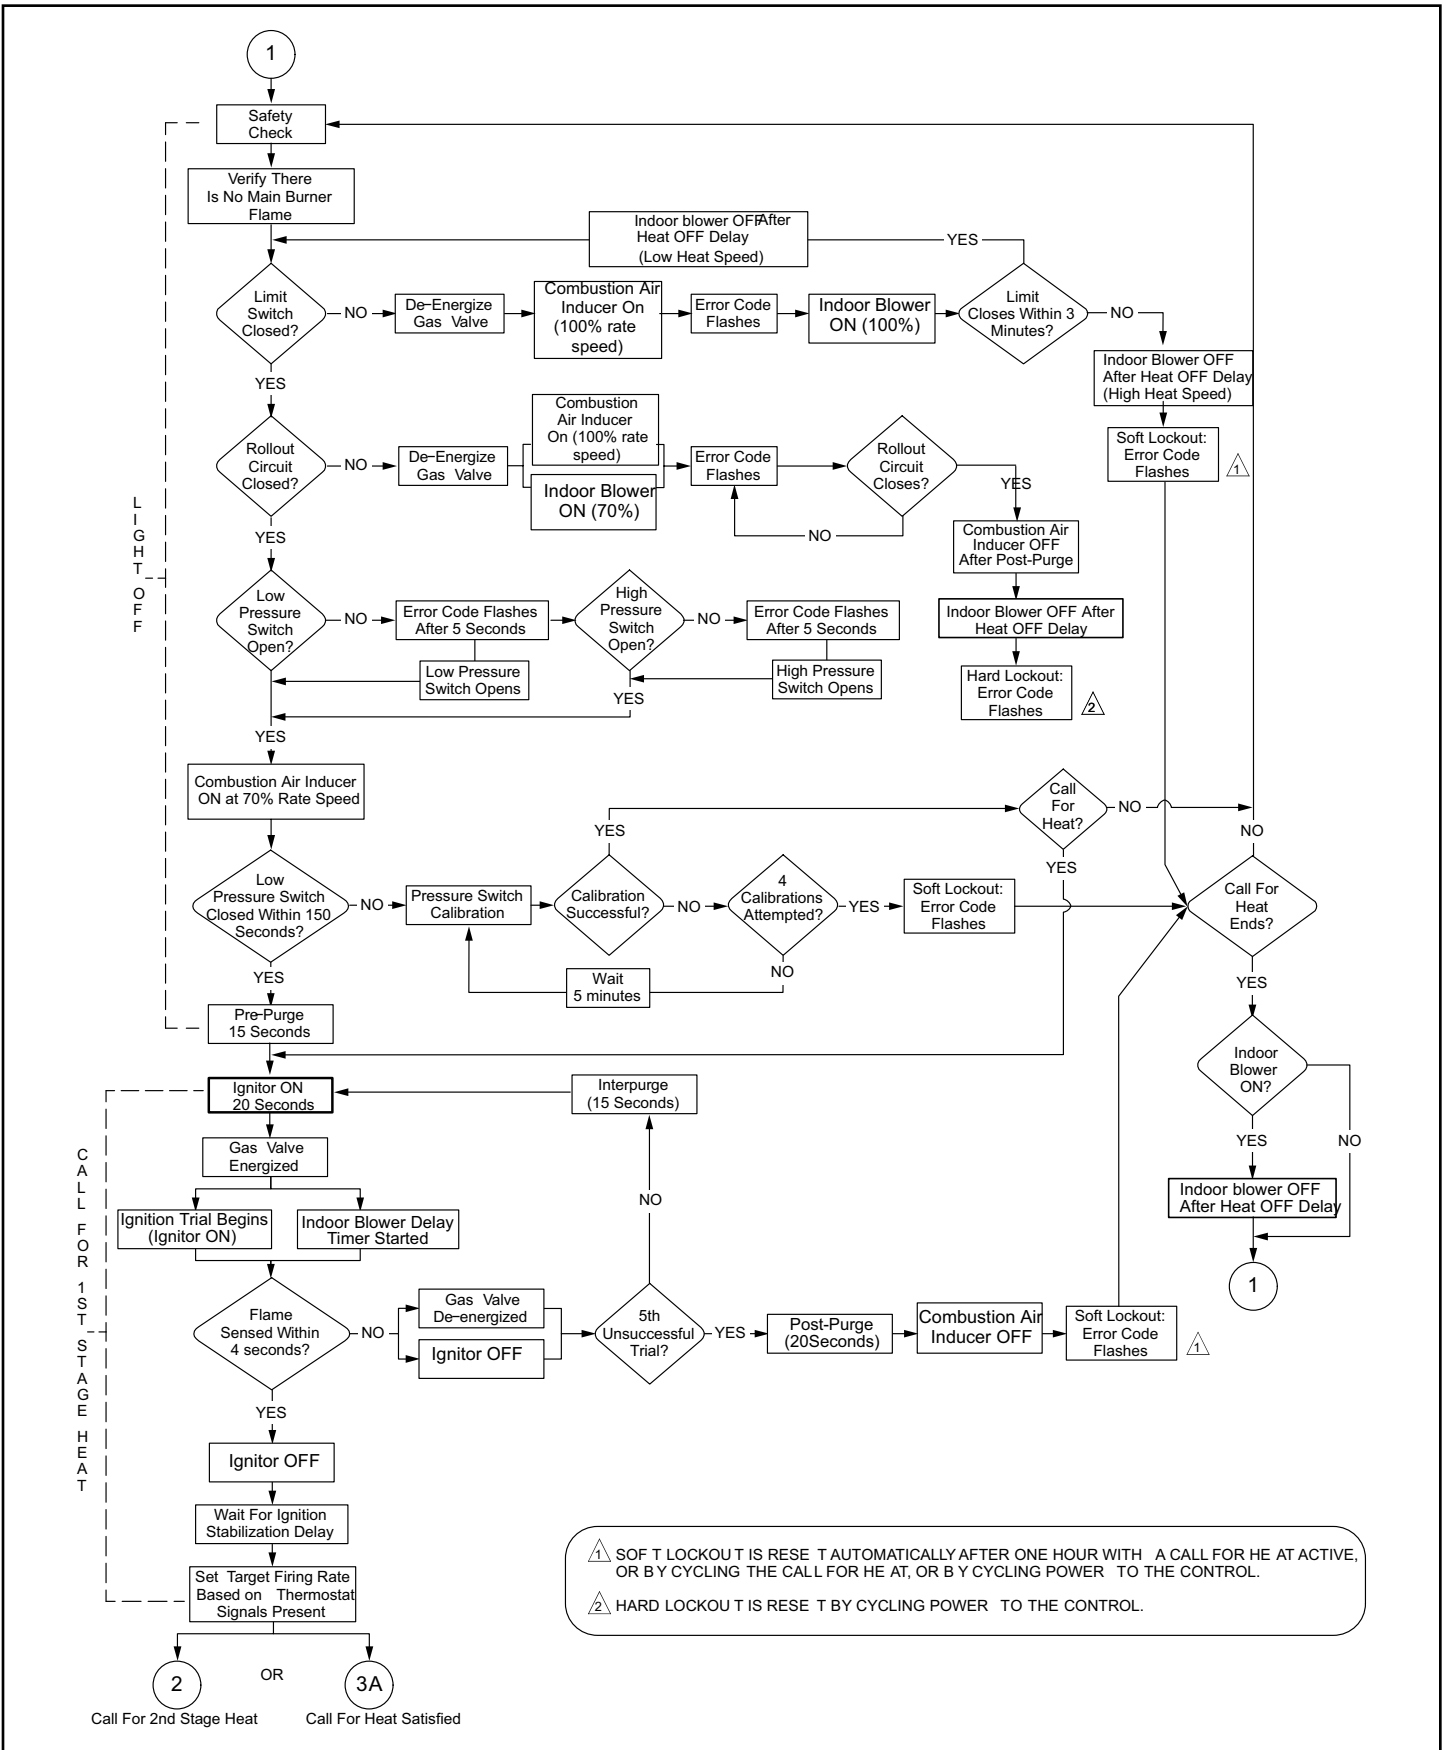 1
Safety
Check
Verify There
Is No Main Burner
Flame
Indoor blower OFFAfter
Heat OFF Delay
(Low Heat Speed)
YES
Limit
Switch
Closed?
NO
De-Energize
Gas Valve
Combustion Air
Inducer On
(100% rate
speed)
Error Code
Flashes
Indoor Blower
ON (100%)
Limit
Closes Within 3
Minutes?
NO
Indoor Blower OFF
After Heat OFF Delay
(High Heat Speed)
Soft Lockout:
Error Code
Flashes
1
YES
Rollout
Circuit
Closed?
NO
De-Energize
Gas Valve
Combustion
Air Inducer
On (100% rate
speed)
Indoor Blower
ON (70%)
Error Code
Flashes
Rollout
Circuit
Closes?
NO
YES
Combustion Air
Inducer OFF
After Post-Purge
Indoor Blower OFF After
Heat OFF Delay
Hard Lockout:
Error Code
Flashes
2
LIGHT OFF
YES
Low
Pressure
Switch
Open?
NO
Error Code Flashes
After 5 Seconds
Low Pressure
Switch Opens
High
Pressure
Switch
Open?
NO
Error Code Flashes
After 5 Seconds
High Pressure
Switch Opens
YES
YES
Combustion Air Inducer
ON at 70% Rate Speed
Low
Pressure Switch
Closed Within 150
Seconds?
NO
Pressure Switch
Calibration
Calibration
Successful?
YES
NO
4
Calibrations
Attempted?
YES
NO
Wait
5 minutes
Soft Lockout:
Error Code
Flashes
Call
For
Heat?
NO
YES
NO
Call For
Heat
Ends?
YES
Indoor
Blower
ON?
YES
NO
Indoor blower OFF
After Heat OFF Delay
1
YES
Pre-Purge
15 Seconds
Ignitor ON
20 Seconds
Interpurge
(15 Seconds)
Gas Valve
Energized
Ignition Trial Begins
(Ignitor ON)
Indoor Blower Delay
Timer Started
CALL FOR 1ST STAGE HEAT
Flame
Sensed Within
4 seconds?
NO
Gas Valve
De-energized
Ignitor OFF
NO
5th
Unsuccessful
Trial?
YES
Post-Purge
(20Seconds)
Combustion Air
Inducer OFF
Soft Lockout:
Error Code
Flashes
1
YES
Ignitor OFF
Wait For Ignition
Stabilization Delay
Set Target Firing Rate
Based on Thermostat
Signals Present
2
OR
3A
Call For 2nd Stage Heat
Call For Heat Satisfied
1 SOF T LOCKOU T IS RESE T AUTOMATICALLY AFTER ONE HOUR WITH A CALL FOR HE AT ACTIVE,
OR B Y CYCLING THE CALL FOR HE AT, OR B Y CYCLING POWER TO THE CONTROL.
2 HARD LOCKOU T IS RESE T BY CYCLING POWER TO THE CONTROL.